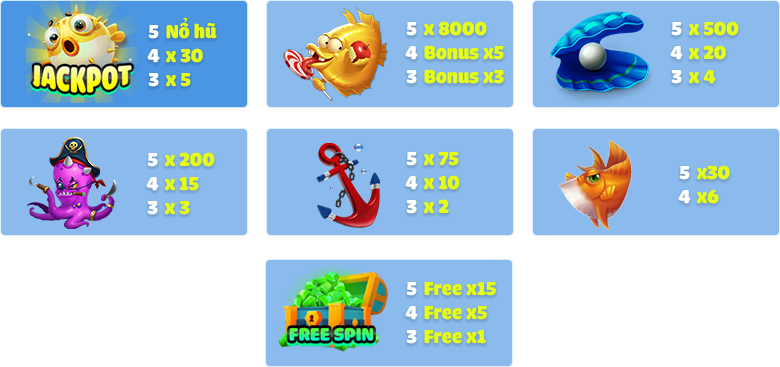 JACKPOT
5 Nổ hũ
4 x 30
3 x 5
5 x 8000
4 Bonus x5
3 Bonus x3
5 x 500
4 x 20
3 x 4
5 x 200
4 x 15
3 x 3
5 x 75
4 x 10
3 x 2
5 x30
4 x6
FREE SPIN
5 Free x15
4 Free x5
3 Free x1